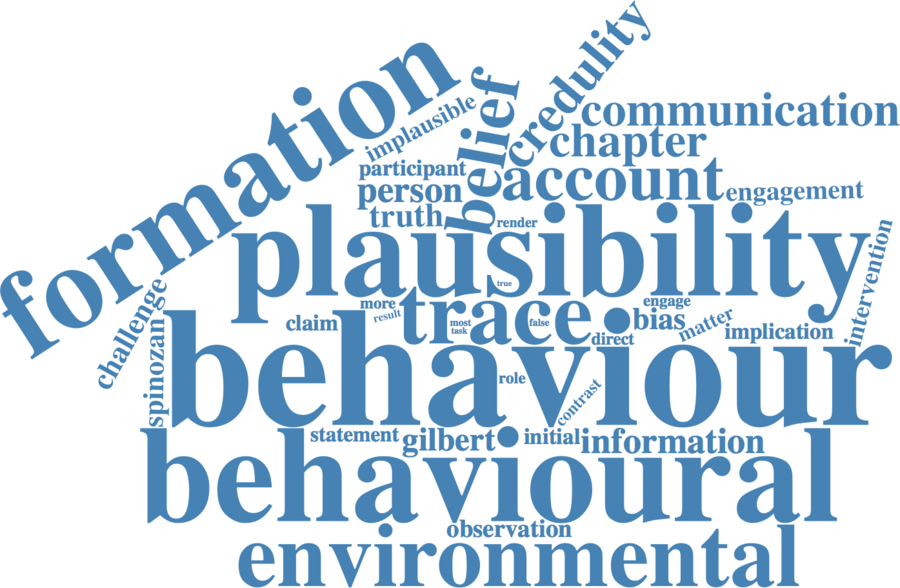 formation
implausible
belief
credulity
communication
chapter
participant
person
account
engagement
truth
render
plausibility
true
challenge
spinozan
more
result
claim
trace
most
task
false
engage
bias
direct
matter
implication
intervention
behaviour
role
contrast
statement
gilbert
initial
information
behavioural
observation
environmental